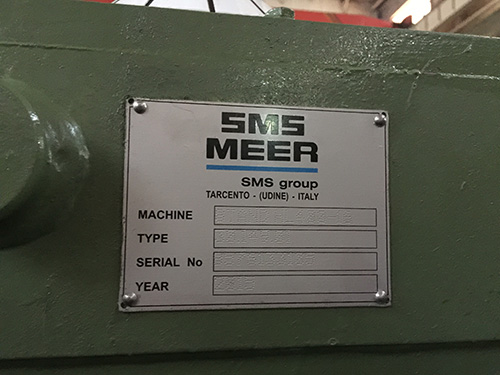 SMS
MEER
SMS group
TARCENTO - (UDINE) - ITALY
MACHINE
TYPE
SERIAL No
YEAR